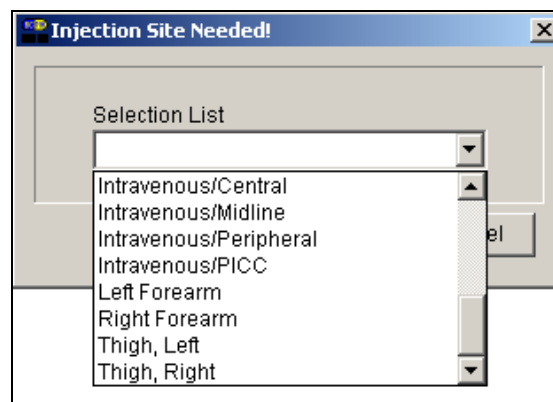 Injection Site Needed!
Selection List
Intravenous/Central
Intravenous/Midline
Intravenous/Peripheral
Intravenous/PICC
Left Forearm
Right Forearm
Thigh, Left
Thigh, Right
el